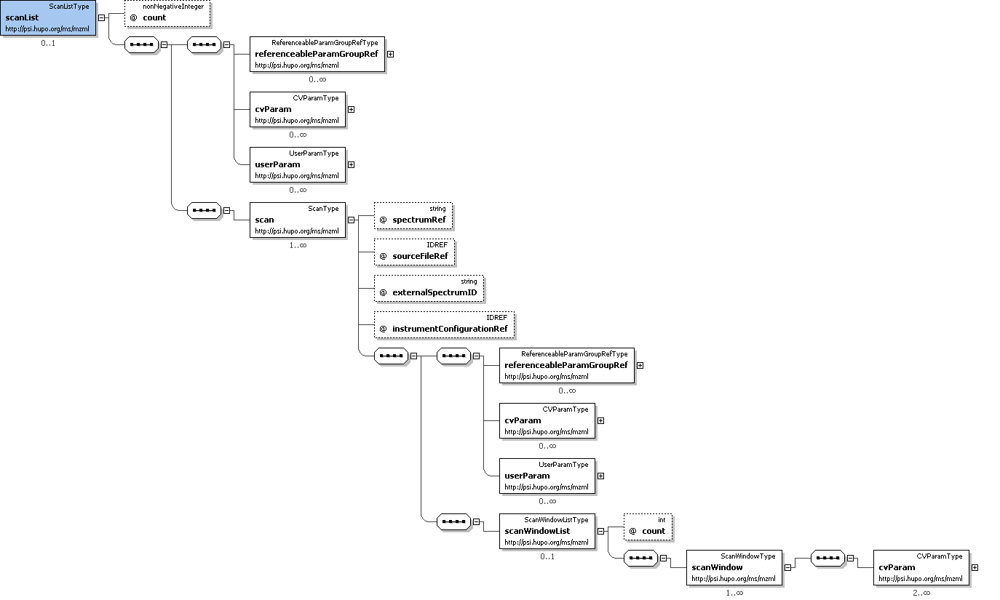 ScanListType
scanList
http://psi.hupo.org/ms/mzml
0..1
nonNegativeInteger
@ count
ReferenceableParamGroupRefType
referenceableParamGroupRef
http://psi.hupo.org/ms/mzml
0..∞
CVParamType
cvParam
http://psi.hupo.org/ms/mzml
0..∞
UserParamType
userParam
http://psi.hupo.org/ms/mzml
0..∞
ScanType
scan
http://psi.hupo.org/ms/mzml
1..∞
string
@ spectrumRef
IDREF
@ sourceFileRef
string
@ externalSpectrumID
IDREF
@ instrumentConfigurationRef
ReferenceableParamGroupRefType
referenceableParamGroupRef
http://psi.hupo.org/ms/mzml
0..∞
CVParamType
cvParam
http://psi.hupo.org/ms/mzml
0..∞
UserParamType
userParam
http://psi.hupo.org/ms/mzml
0..∞
ScanWindowListType
scanWindowList
http://psi.hupo.org/ms/mzml
0..1
int
@ count
ScanWindowType
scanWindow
http://psi.hupo.org/ms/mzml
1..∞
CVParamType
cvParam
http://psi.hupo.org/ms/mzml
2..∞